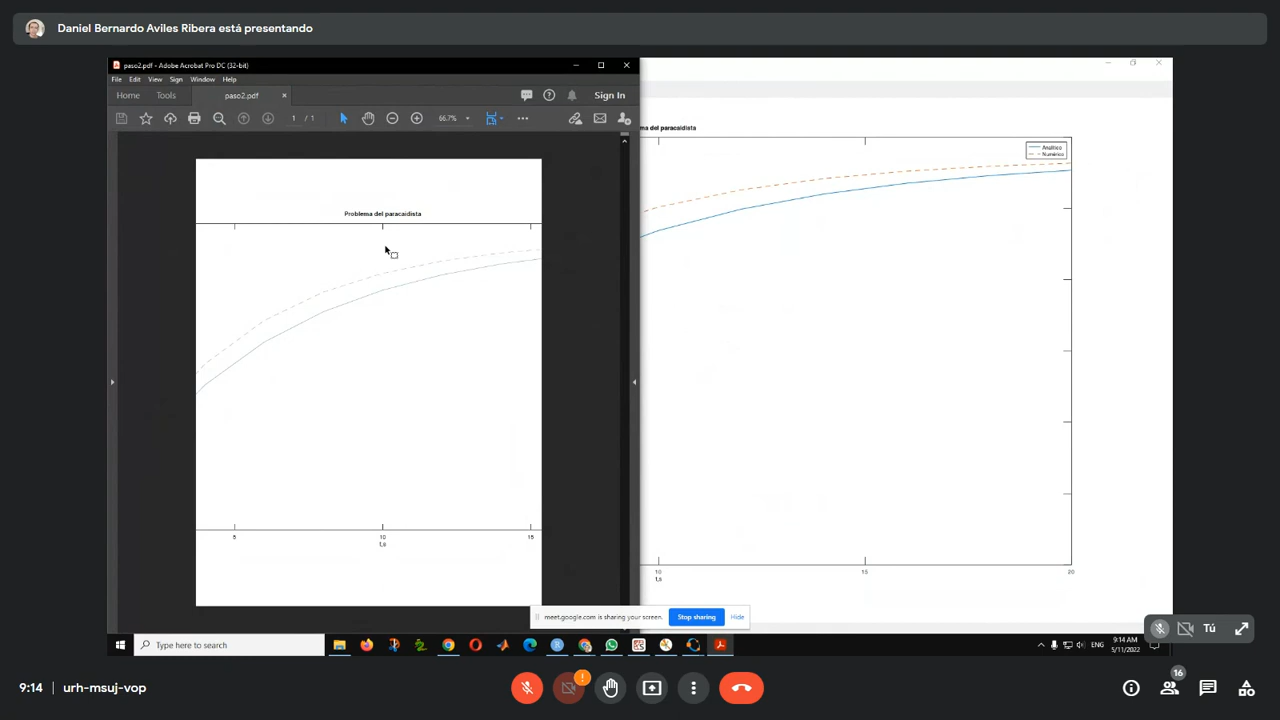 Daniel Bernardo Aviles Ribera está presentando
paso2.pdf - Adobe Acrobat Pro DC (32-bit)
File Edit View Sign Window Help
Home Tools paso2.pdf × Sign In
1 / 1 66.7%
ma del paracaidista
Analítico
Numérico
Problema del paracaidista
5 10 15
t,s
10 15 20
t,s
meet.google.com is sharing your screen. Stop sharing Hide
Tú
Type here to search
ENG
9:14 AM
5/11/2022
9:14 urh-msuj-vop
16